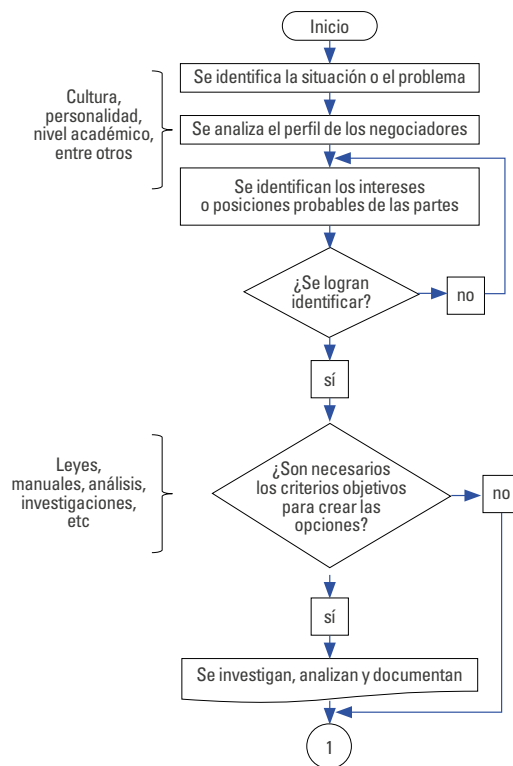 Inicio
Se identifica la situación o el problema
Cultura,
personalidad,
nivel académico,
entre otros
Se analiza el perfil de los negociadores
Se identifican los intereses
o posiciones probables de las partes
¿Se logran
identificar?
no
sí
Leyes,
manuales, análisis,
investigaciones,
etc
¿Son necesarios
los criterios objetivos
para crear las
opciones?
no
sí
Se investigan, analizan y documentan
1